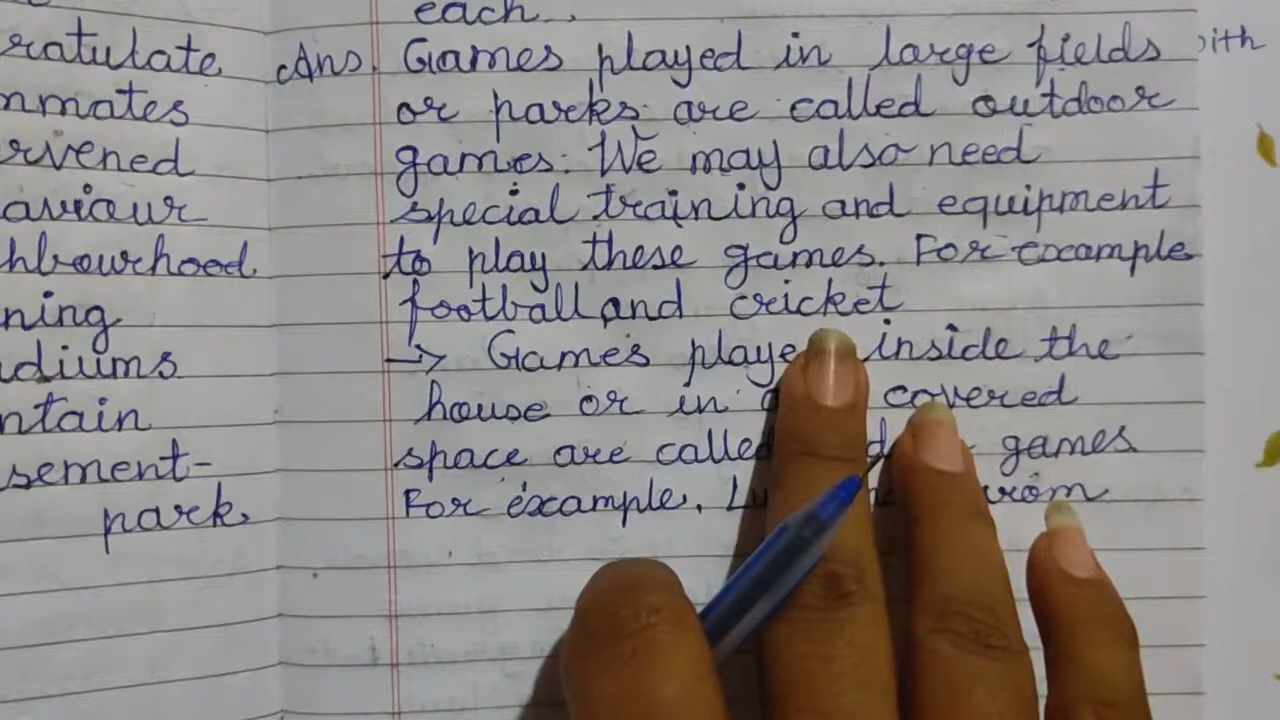 ratulate
nmates
rvened
aviour
hbourhood
ning
diums
ntain
sement-
park.
each.
Ans. Games played in large fields
or parks are called outdoor
games. We may also need
special training and equipment
to play these games. For example
football and cricket
→ Games playe inside the
house or in covered
space are called games
For example. Lu rom
ith